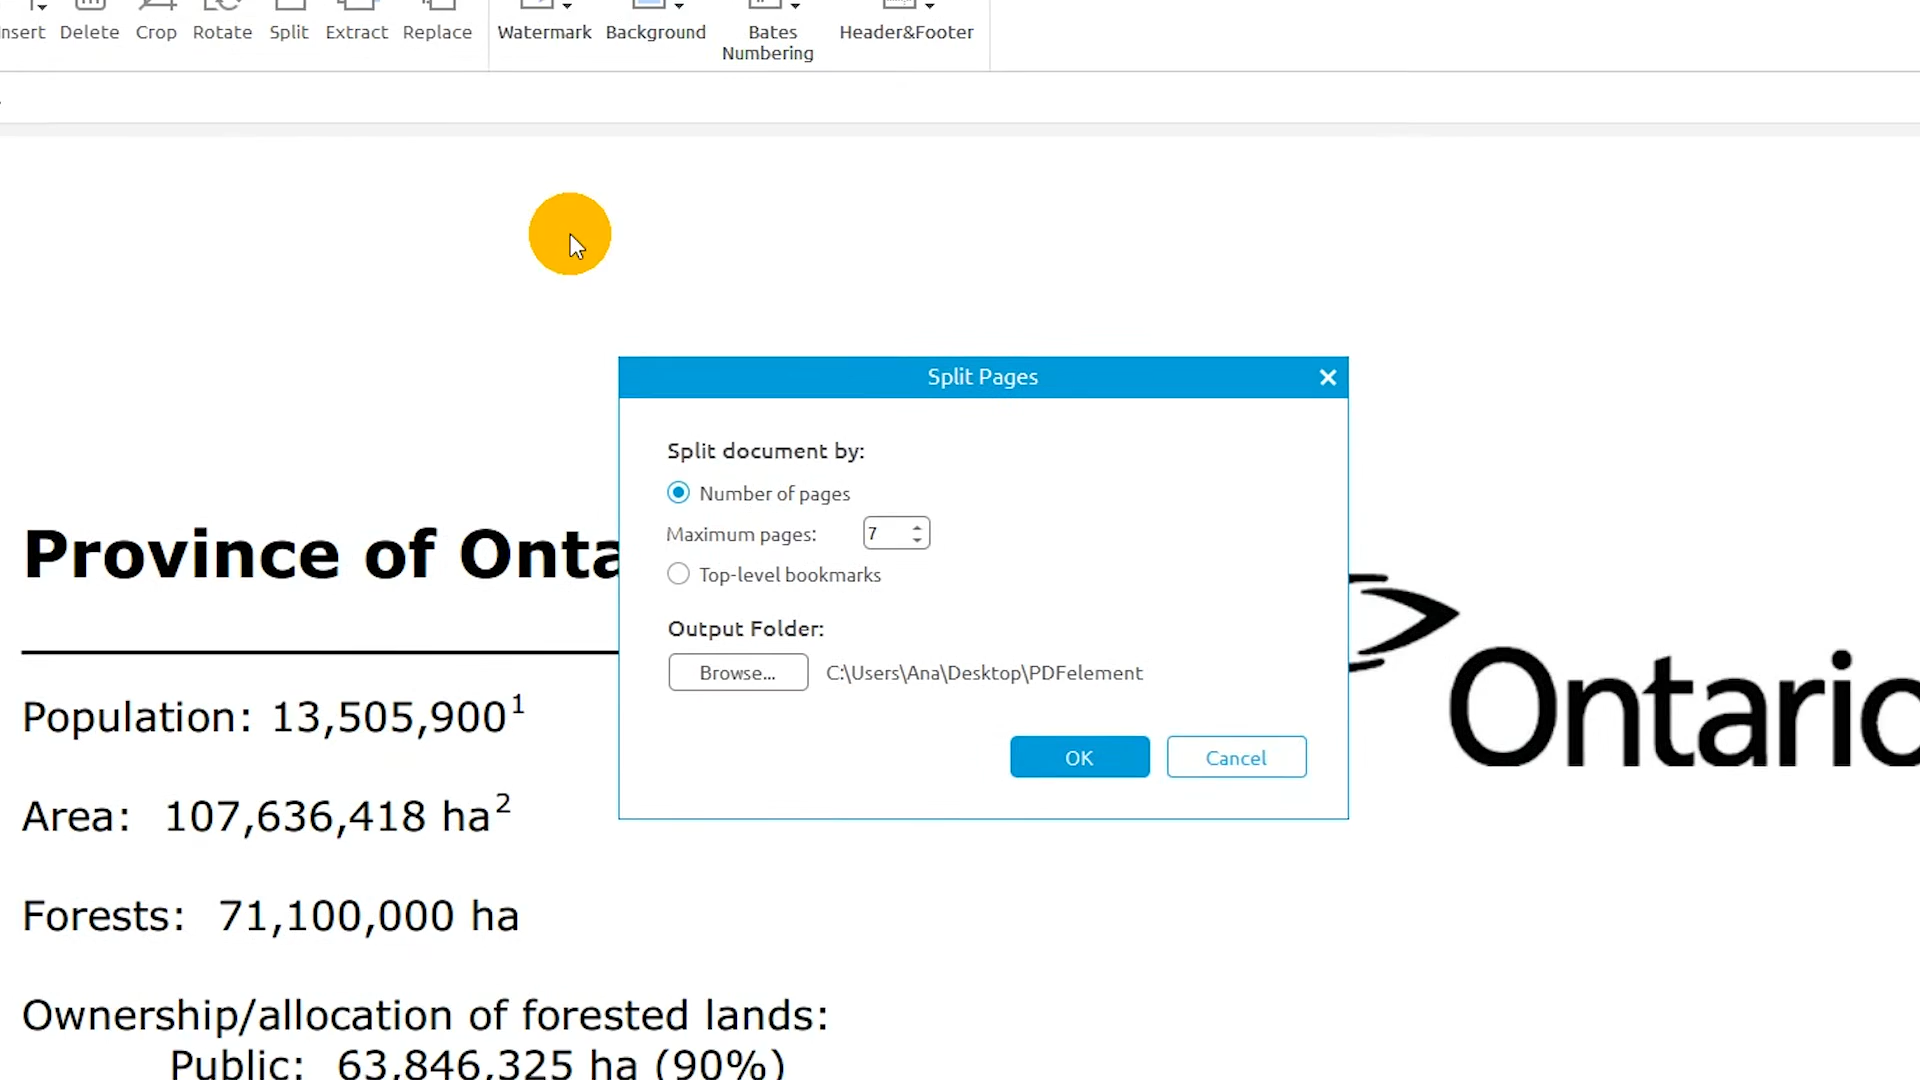 nsert Delete Crop Rotate Split Extract Replace Watermark Background Bates Numbering Header&Footer
Split Pages
Split document by:
Number of pages
Maximum pages: 7
Top-level bookmarks
Output Folder:
Browse... C:\Users\Ana\Desktop\PDFelement
OK Cancel
Province of Onta
Ontario
Population: 13,505,900¹
Area: 107,636,418 ha²
Forests: 71,100,000 ha
Ownership/allocation of forested lands:
Public: 63,846,325 ha (90%)